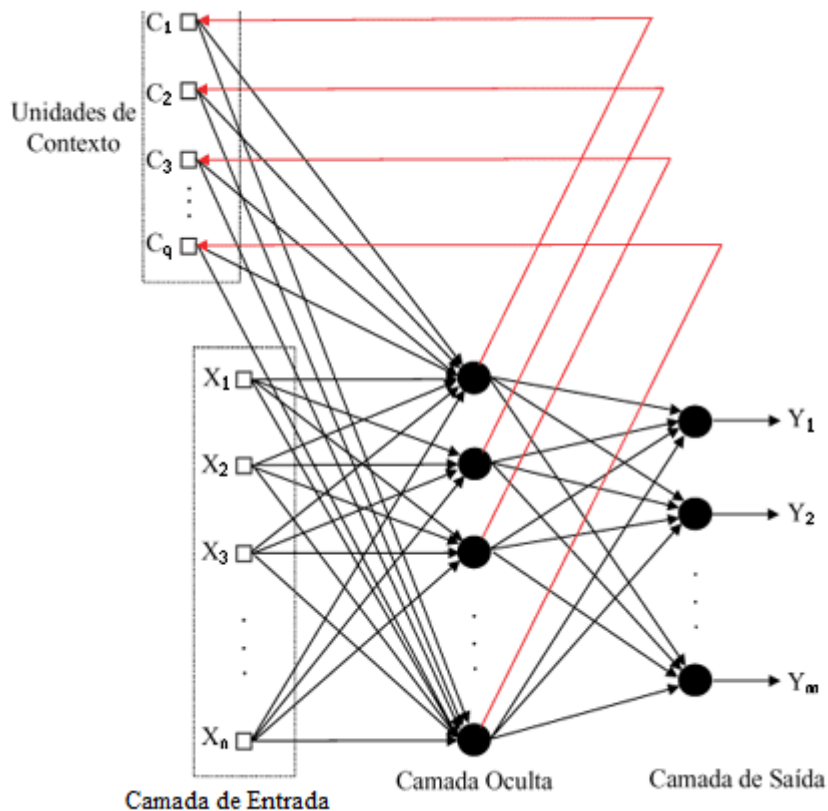 C1
C2
Unidades de
Contexto
C3
Cq
X1
X2
X3
Xn
Y1
Y2
Ym
Camada de Entrada
Camada Oculta
Camada de Saída